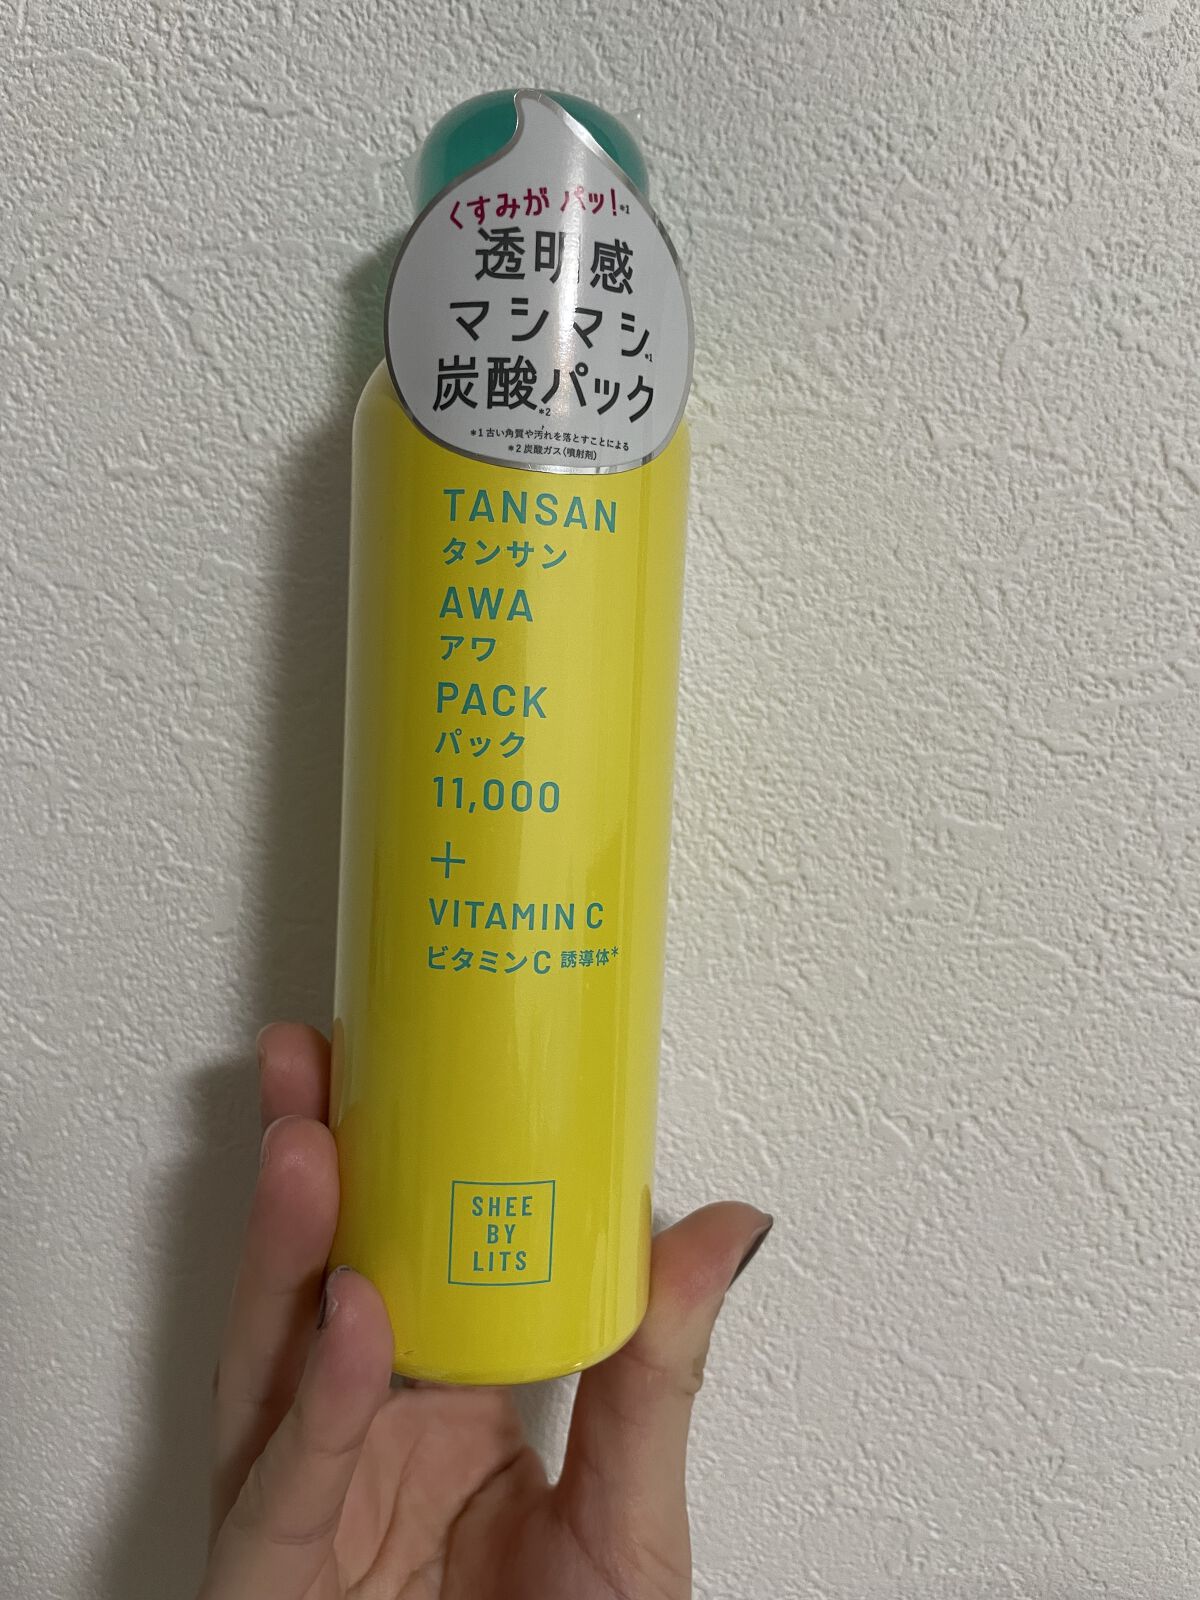 くすみが パッ!*1
透明感
マシマシ*1
炭酸パック*2
*1 古い角質や汚れを落とすことによる
*2 炭酸ガス(噴射剤)
TANSAN
タンサン
AWA
アワ
PACK
パック
11,000
+
VITAMIN C
ビタミンC 誘導体*
SHEE
BY
LITS